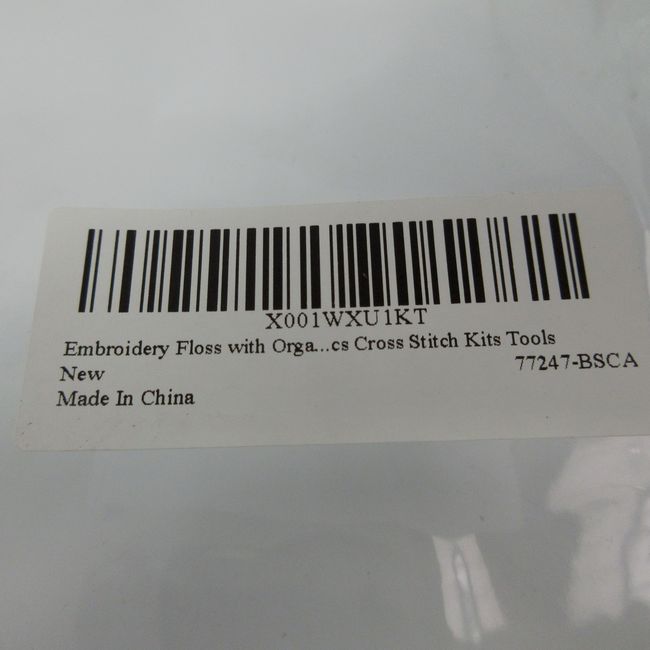 X001WXU1KT
Embroidery Floss with Orga...cs Cross Stitch Kits Tools
New
77247-BSCA
Made In China